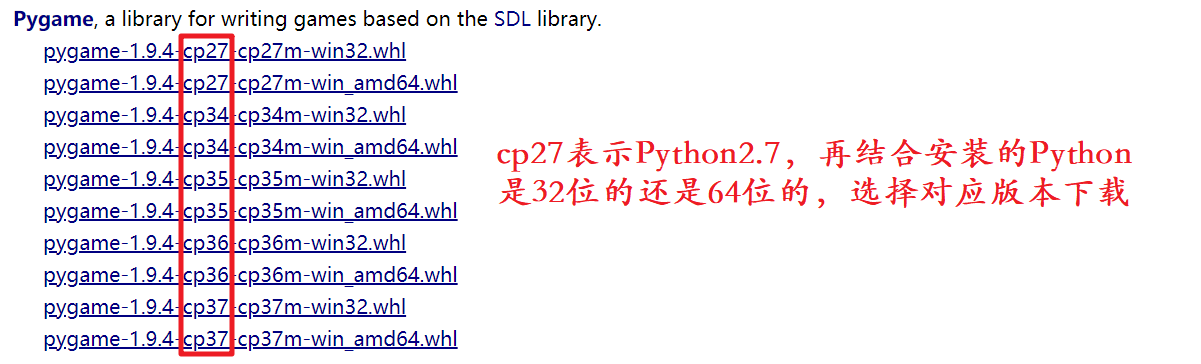 Pygame, a library for writing games based on the SDL library.
pygame-1.9.4-cp27-cp27m-win32.whl
pygame-1.9.4-cp27-cp27m-win_amd64.whl
pygame-1.9.4-cp34-cp34m-win32.whl
pygame-1.9.4-cp34-cp34m-win_amd64.whl
pygame-1.9.4-cp35-cp35m-win32.whl
pygame-1.9.4-cp35-cp35m-win_amd64.whl
pygame-1.9.4-cp36-cp36m-win32.whl
pygame-1.9.4-cp36-cp36m-win_amd64.whl
pygame-1.9.4-cp37-cp37m-win32.whl
pygame-1.9.4-cp37-cp37m-win_amd64.whl
cp27表示Python2.7，再结合安装的Python
是32位的还是64位的，选择对应版本下载